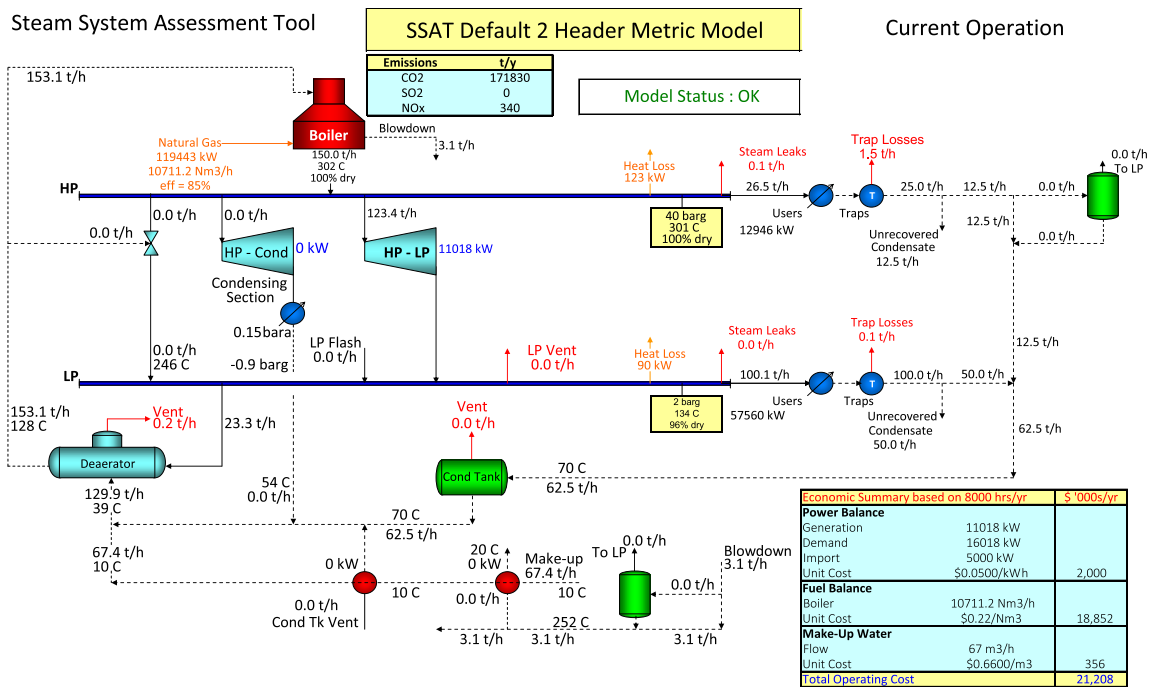 Steam System Assessment Tool
SSAT Default 2 Header Metric Model
Current Operation
153.1 t/h
Emissions t/y
CO2 171830
SO2 0
NOx 340
Model Status : OK
Boiler
Blowdown
3.1 t/h
Natural Gas
119443 kW
10711.2 Nm3/h
eff = 85%
150.0 t/h
302 C
100% dry
HP
Heat Loss
123 kW
Steam Leaks
0.1 t/h
Trap Losses
1.5 t/h
0.0 t/h
To LP
26.5 t/h
25.0 t/h
12.5 t/h
0.0 t/h
T
Users
Traps
12946 kW
40 barg
301 C
100% dry
12.5 t/h
0.0 t/h
Unrecovered
Condensate
12.5 t/h
0.0 t/h
0.0 t/h
123.4 t/h
0.0 t/h
HP - Cond
0 kW
HP - LP
11018 kW
Condensing
Section
0.15bara
-0.9 barg
0.0 t/h
246 C
LP Flash
0.0 t/h
LP Vent
0.0 t/h
LP
Heat Loss
90 kW
Steam Leaks
0.0 t/h
Trap Losses
0.1 t/h
12.5 t/h
100.1 t/h
100.0 t/h
50.0 t/h
T
Users
Traps
57560 kW
2 barg
134 C
96% dry
Unrecovered
Condensate
50.0 t/h
62.5 t/h
153.1 t/h
128 C
Vent
0.2 t/h
23.3 t/h
Vent
0.0 t/h
Deaerator
Cond Tank
70 C
62.5 t/h
129.9 t/h
39 C
54 C
0.0 t/h
70 C
62.5 t/h
67.4 t/h
10 C
0 kW
20 C
0 kW
Make-up
67.4 t/h
10 C
10 C
0.0 t/h
Cond Tk Vent
0.0 t/h
To LP
0.0 t/h
Blowdown
3.1 t/h
0.0 t/h
252 C
3.1 t/h
3.1 t/h
3.1 t/h
Economic Summary based on 8000 hrs/yr $ '000s/yr
Power Balance
Generation 11018 kW
Demand 16018 kW
Import 5000 kW
Unit Cost $0.0500/kWh 2,000
Fuel Balance
Boiler 10711.2 Nm3/h
Unit Cost $0.22/Nm3 18,852
Make-Up Water
Flow 67 m3/h
Unit Cost $0.6600/m3 356
Total Operating Cost 21,208